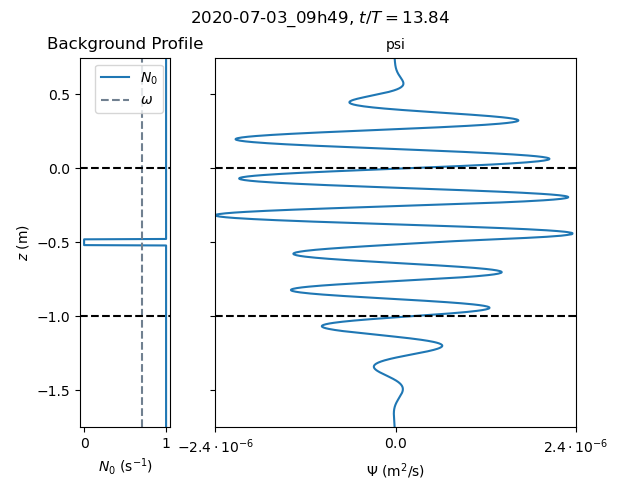 2020-07-03_09h49, t/T = 13.84
Background Profile
psi
N₀
ω
0.5
0.0
−0.5
−1.0
−1.5
z (m)
0
1
N₀ (s⁻¹)
−2.4 · 10⁻⁶
0.0
2.4 · 10⁻⁶
Ψ (m²/s)